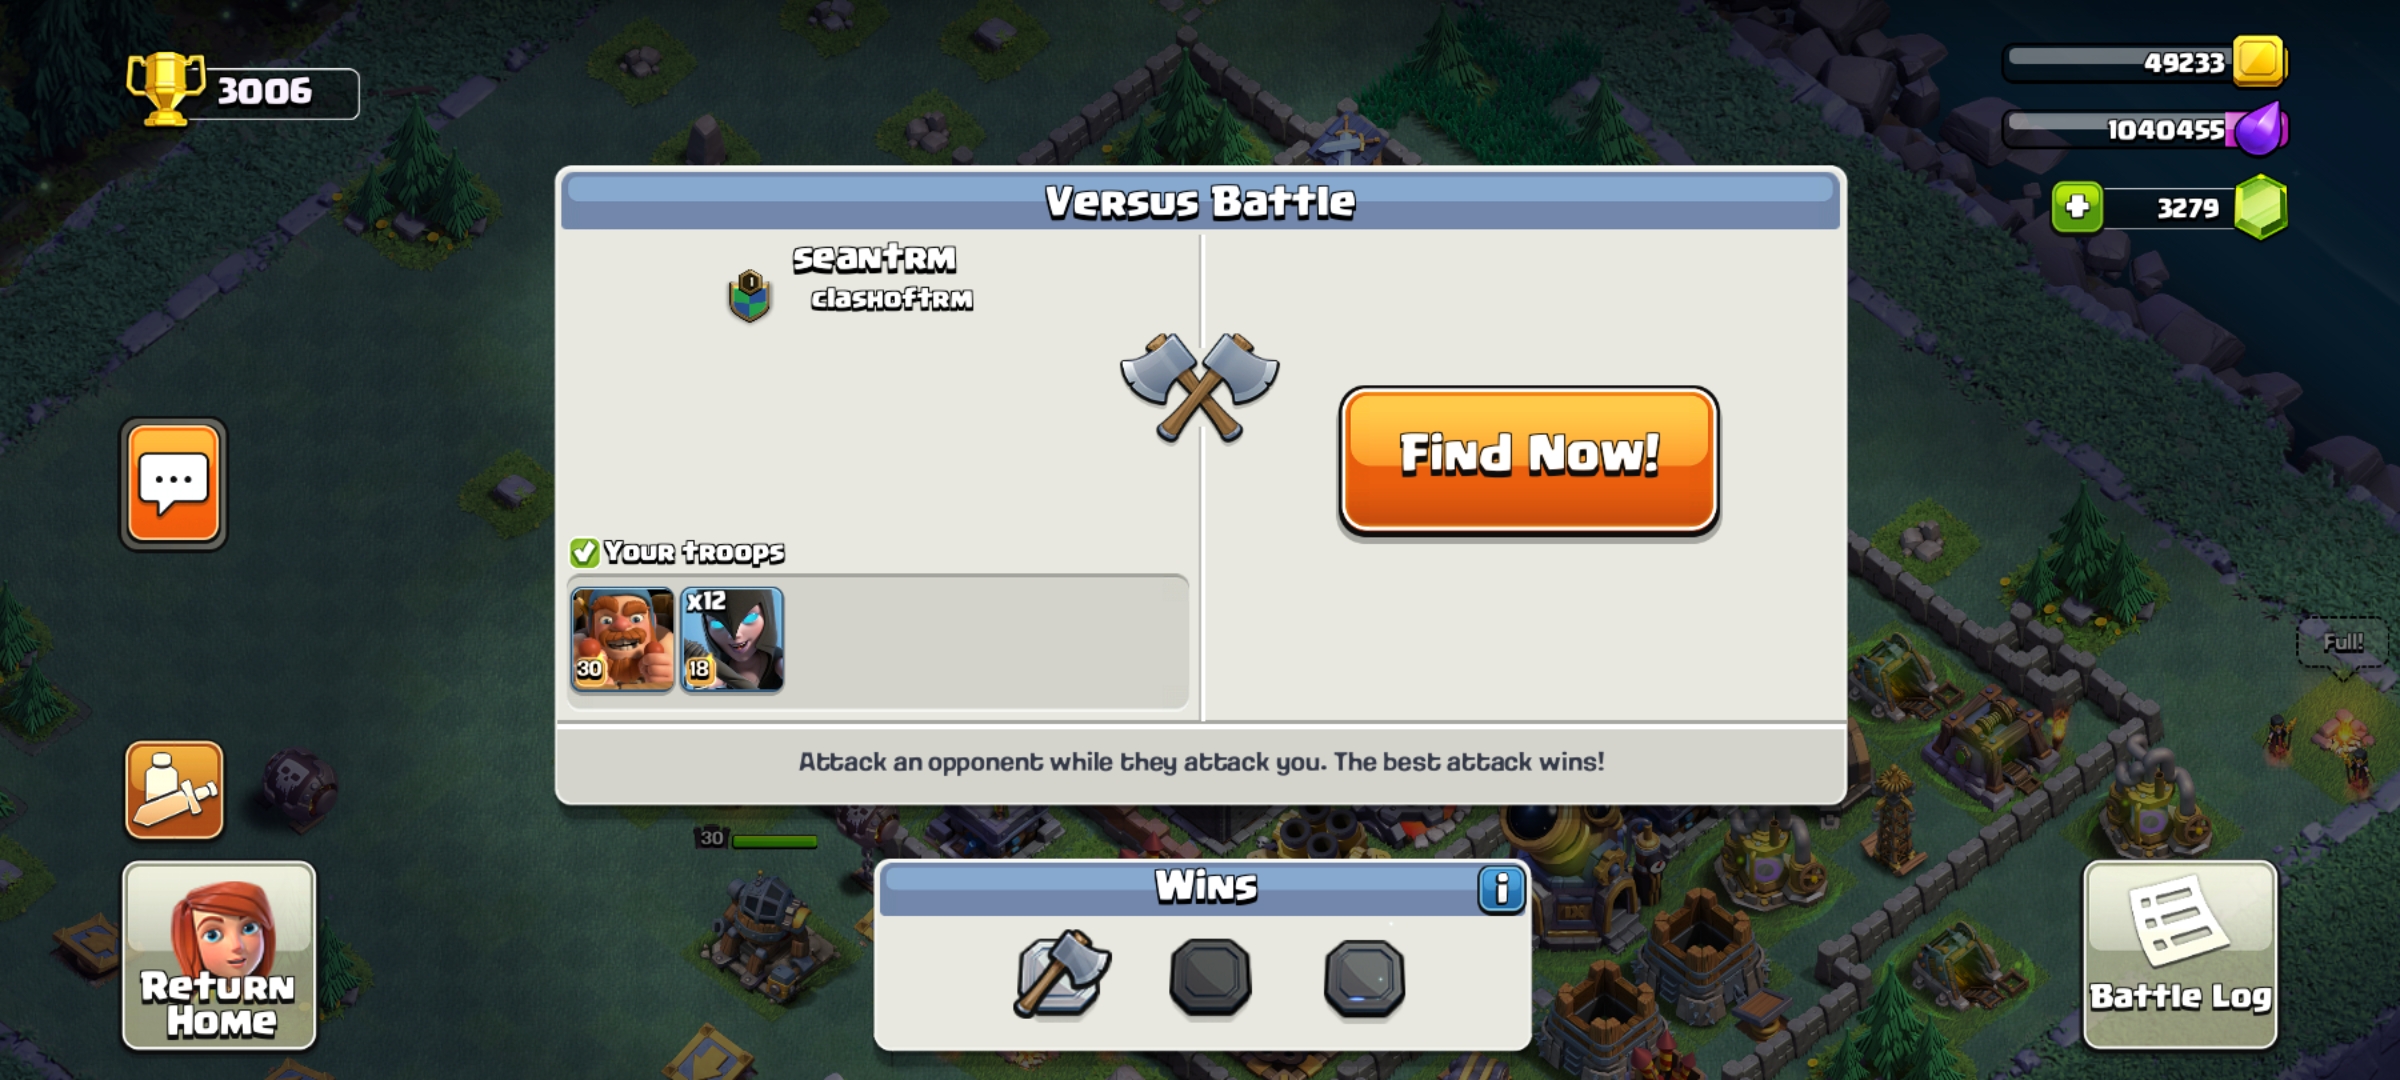 3006
49233
1040455
3279
Versus Battle
seantrm
clashoftrm
Find Now!
Your troops
30
x12
18
Full!
Attack an opponent while they attack you. The best attack wins!
30
Wins
i
Return
Home
Battle Log